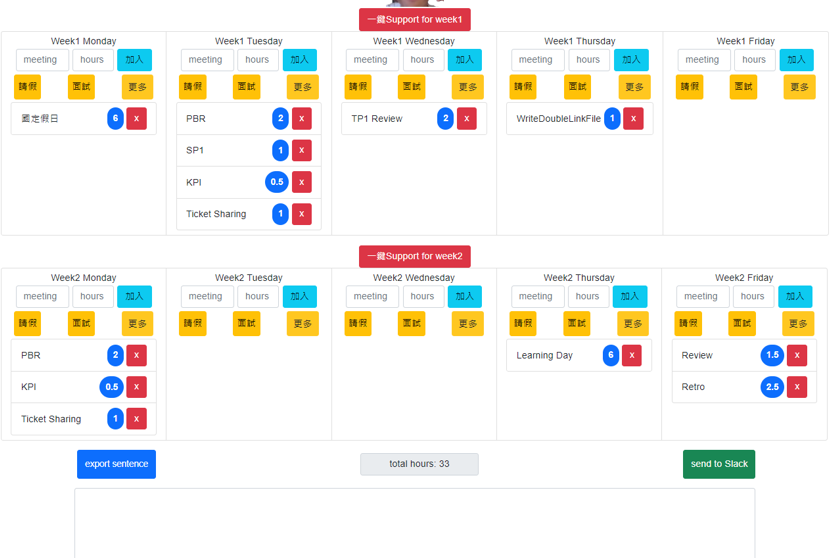 一鍵Support for week1
Week1 Monday Week1 Tuesday Week1 Wednesday Week1 Thursday Week1 Friday
meeting hours 加入 meeting hours 加入 meeting hours 加入 meeting hours 加入 meeting hours 加入
請假 面試 更多 請假 面試 更多 請假 面試 更多 請假 面試 更多 請假 面試 更多
國定假日 6 x PBR 2 x TP1 Review 2 x WriteDoubleLinkFile 1 x
SP1 1 x
KPI 0.5 x
Ticket Sharing 1 x
一鍵Support for week2
Week2 Monday Week2 Tuesday Week2 Wednesday Week2 Thursday Week2 Friday
meeting hours 加入 meeting hours 加入 meeting hours 加入 meeting hours 加入 meeting hours 加入
請假 面試 更多 請假 面試 更多 請假 面試 更多 請假 面試 更多 請假 面試 更多
PBR 2 x Learning Day 6 x Review 1.5 x
KPI 0.5 x Retro 2.5 x
Ticket Sharing 1 x
export sentence total hours: 33 send to Slack